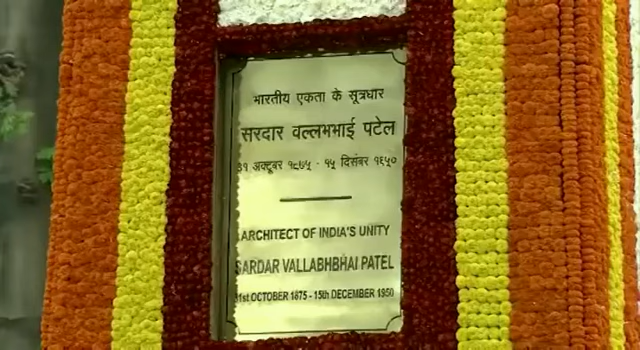 भारतीय एकता के सूत्रधार
सरदार वल्लभभाई पटेल
३१ अक्टूबर १८७५ - १५ दिसंबर १९५०
ARCHITECT OF INDIA'S UNITY
SARDAR VALLABHBHAI PATEL
31st OCTOBER 1875 - 15th DECEMBER 1950